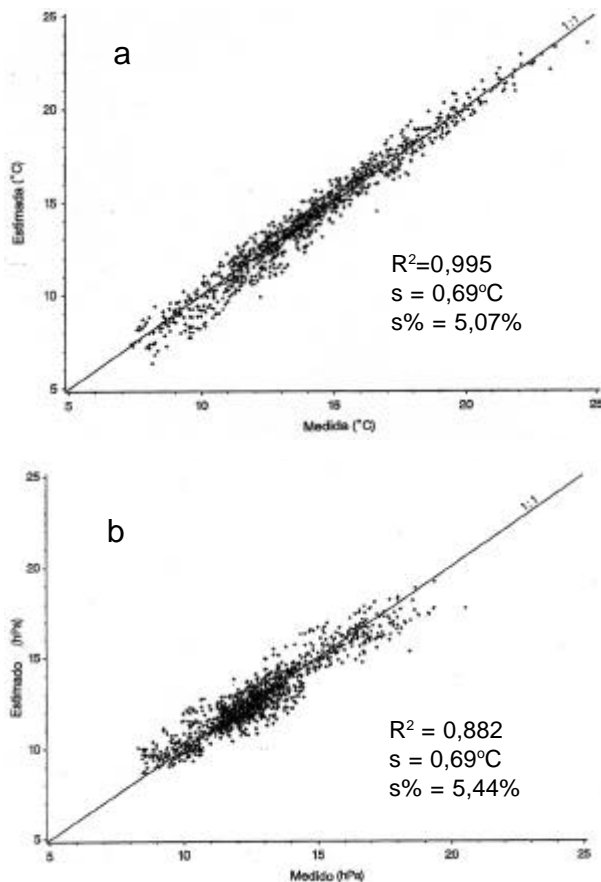 25
a
1:1
20
Estimada (°C)
15
10
R²=0,995
s = 0,69ºC
s% = 5,07%
5
5 10 15 20 25
Medida (°C)
25
b
1:1
20
Estimado (hPa)
15
10
R² = 0,882
s = 0,69ºC
s% = 5,44%
5
5 10 15 20 25
Medido (hPa)